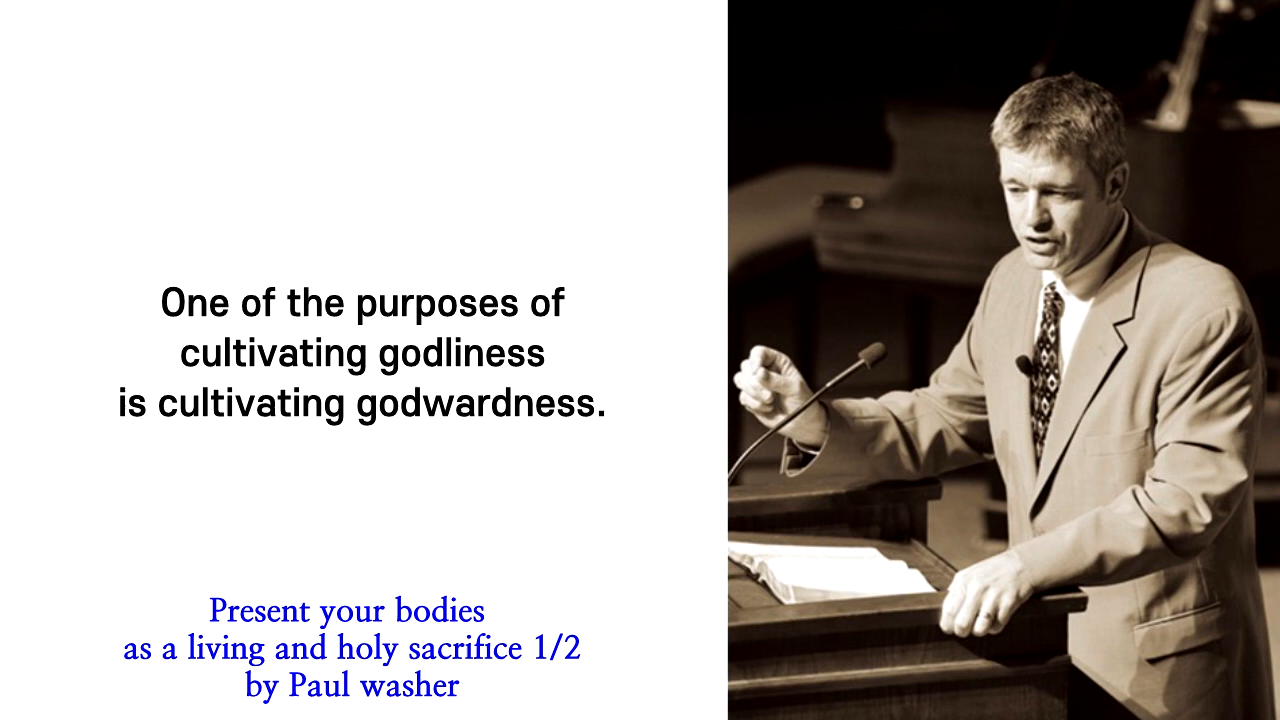 One of the purposes of
cultivating godliness
is cultivating godwardness.
Present your bodies
as a living and holy sacrifice 1/2
by Paul washer